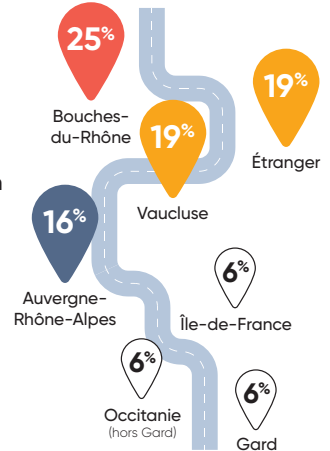 25%
Bouches-
du-Rhône
19%
Étranger
19%
Vaucluse
16%
Auvergne-
Rhône-Alpes
6%
Île-de-France
6%
Occitanie
(hors Gard)
6%
Gard